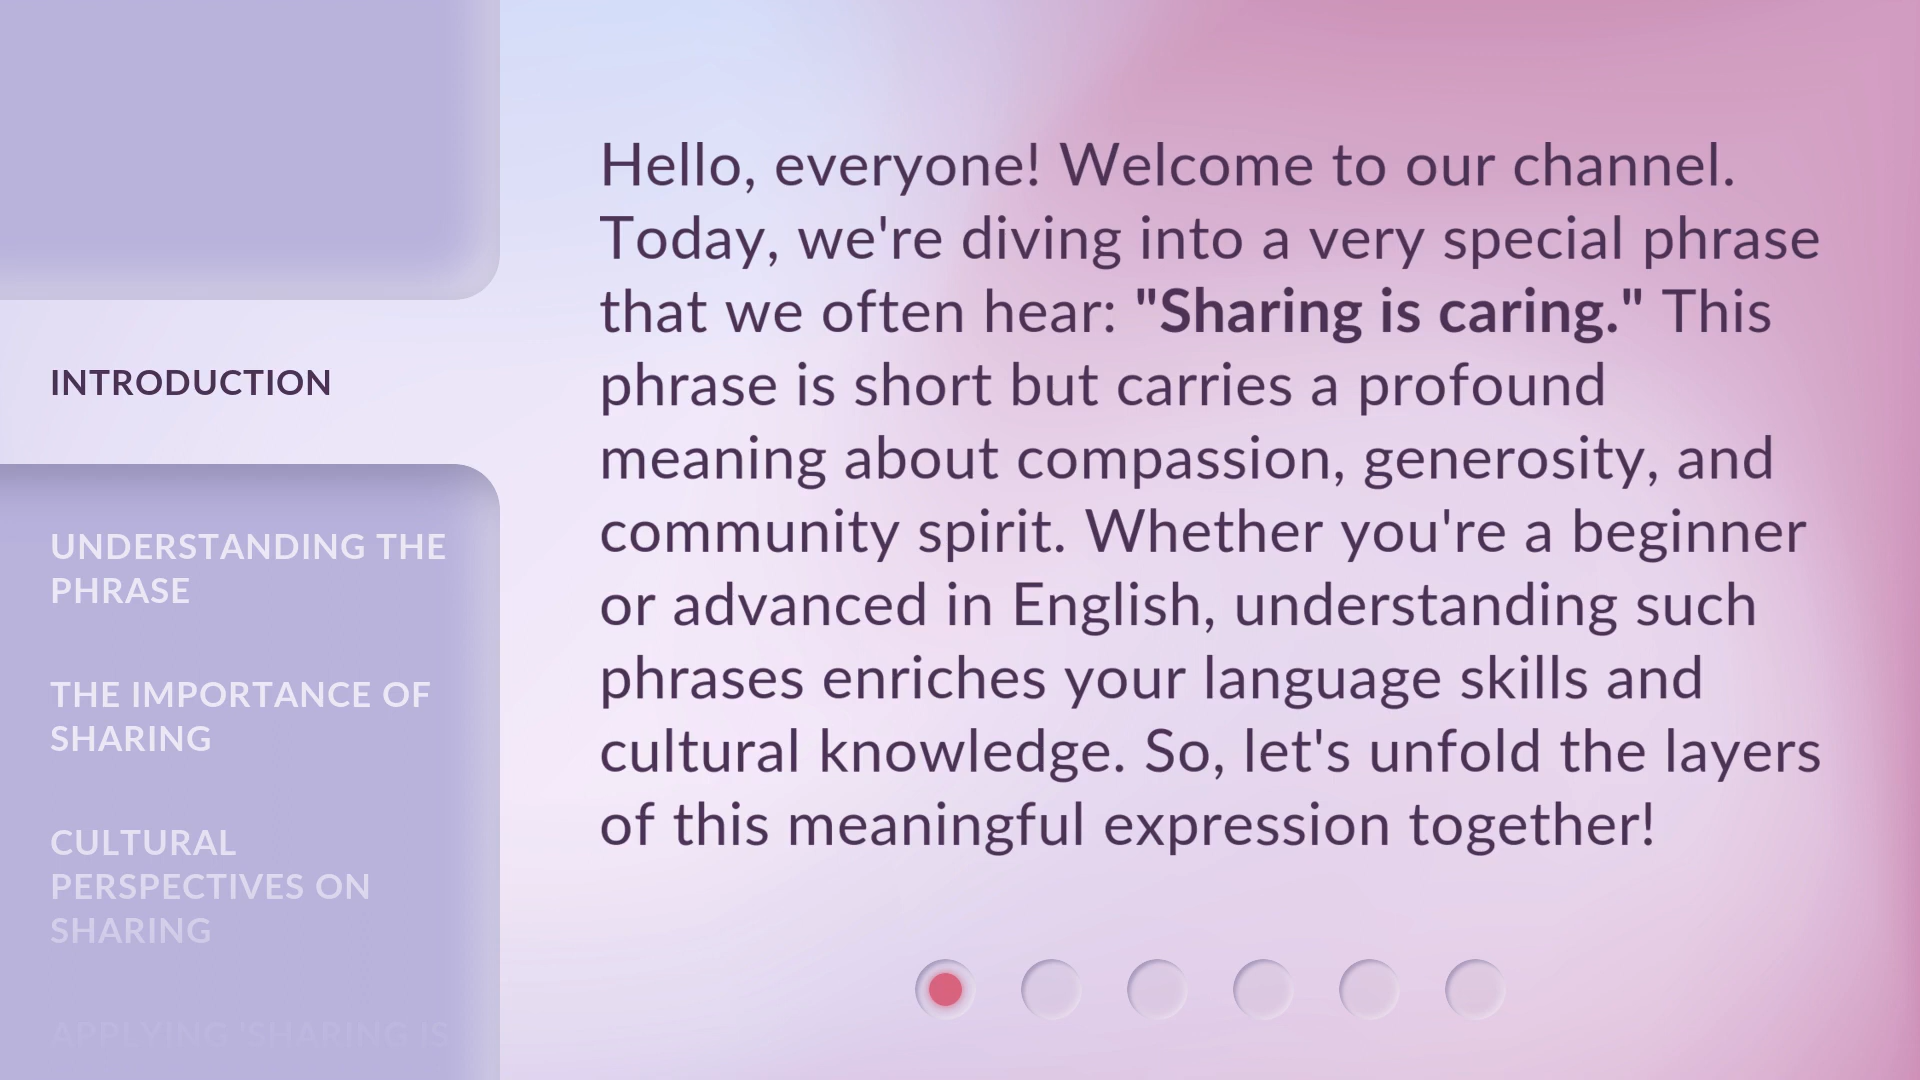 INTRODUCTION
UNDERSTANDING THE
PHRASE
THE IMPORTANCE OF
SHARING
CULTURAL
PERSPECTIVES ON
SHARING
APPLYING 'SHARING IS
Hello, everyone! Welcome to our channel.
Today, we're diving into a very special phrase
that we often hear: "Sharing is caring." This
phrase is short but carries a profound
meaning about compassion, generosity, and
community spirit. Whether you're a beginner
or advanced in English, understanding such
phrases enriches your language skills and
cultural knowledge. So, let's unfold the layers
of this meaningful expression together!